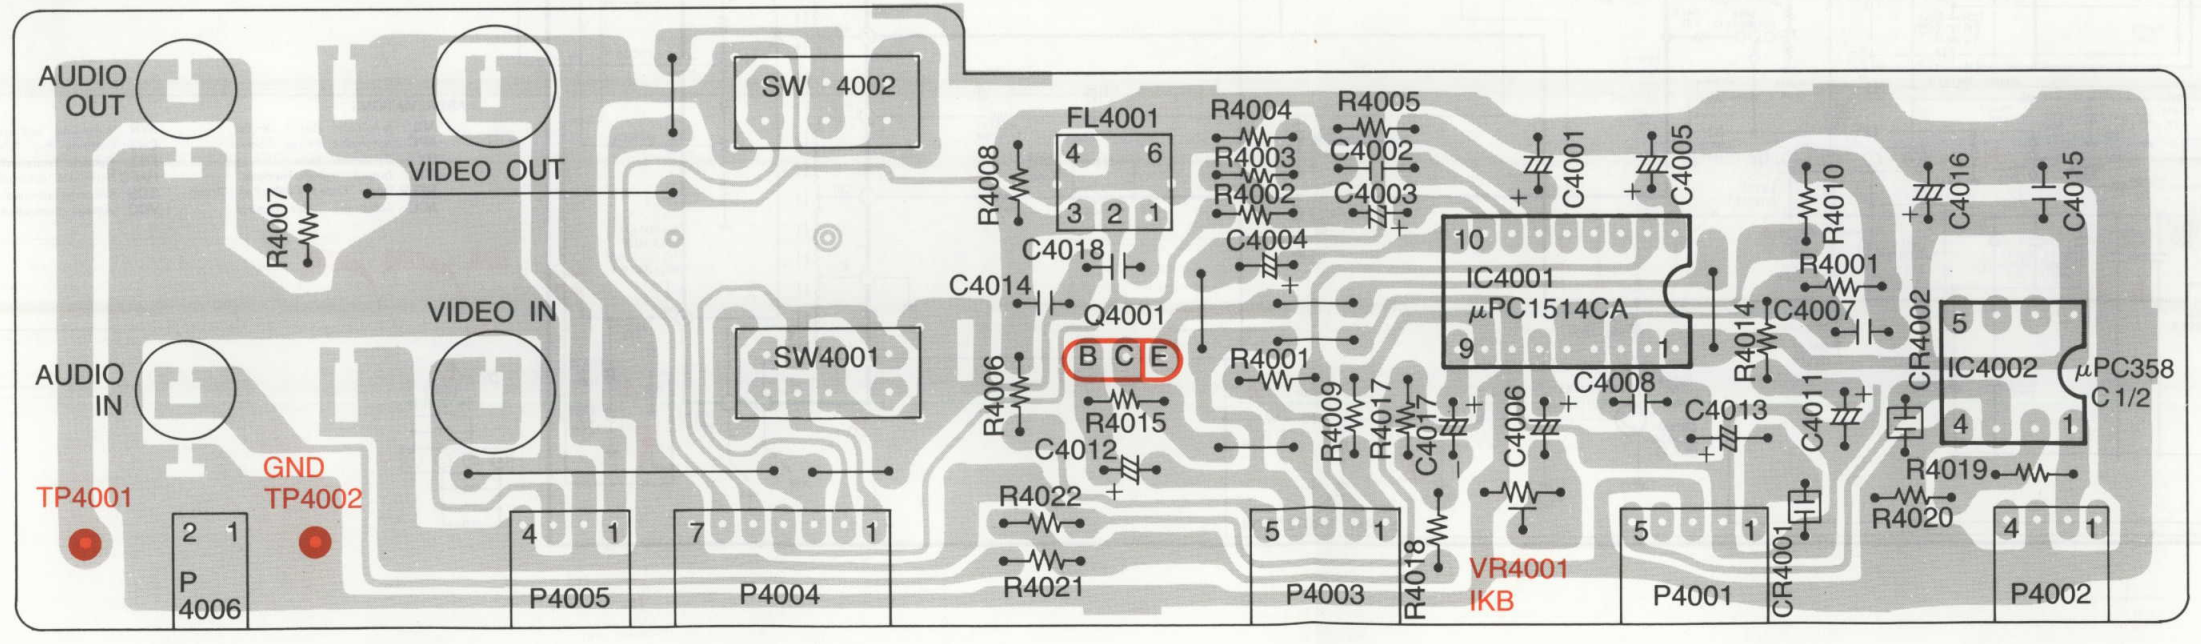 AUDIO
OUT
VIDEO OUT
R4007
AUDIO
IN
VIDEO IN
GND
TP4001
TP4002
2 1
P
4006
4 1
P4005
7 1
P4004
SW 4002
SW4001
FL4001
4 6
3 2 1
R4008
C4018
C4014
Q4001
B C E
R4006
R4015
C4012
+
R4022
R4021
R4004
R4003
R4002
C4004
+
R4005
C4002
C4003
+
R4001
R4009
R4017
C4017
+
−
C4006
+
R4018
5 1
P4003
VR4001
IKB
C4001
+
C4005
+
10
IC4001
μPC1514CA
9 1
C4008
C4013
+
R4014
R4010
R4001
C4007
C4016
+
C4015
CR4002
C4011
+
5
IC4002
μPC358
C1/2
4 1
R4019
R4020
CR4001
5 1
P4001
4 1
P4002